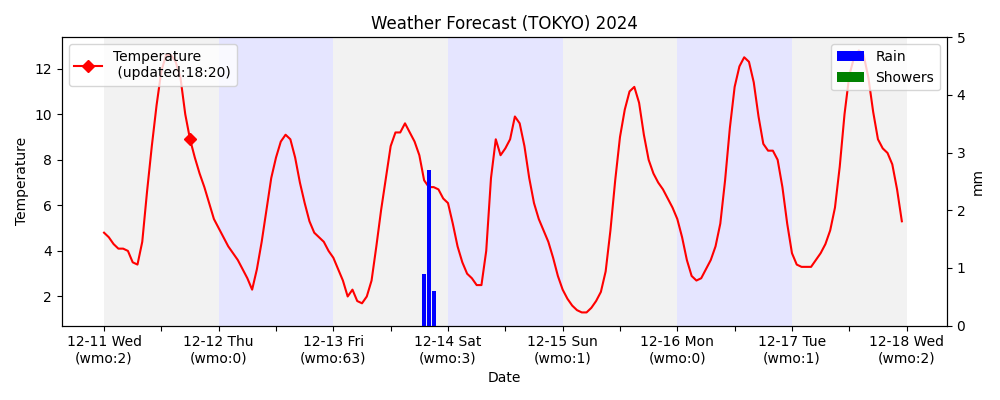 Weather Forecast (TOKYO) 2024
Temperature
(updated:18:20)
Rain
Showers
Temperature
12
10
8
6
4
2
5
4
3
2
1
0
mm
12-11 Wed
(wmo:2)
12-12 Thu
(wmo:0)
12-13 Fri
(wmo:63)
12-14 Sat
(wmo:3)
12-15 Sun
(wmo:1)
12-16 Mon
(wmo:0)
12-17 Tue
(wmo:1)
12-18 Wed
(wmo:2)
Date